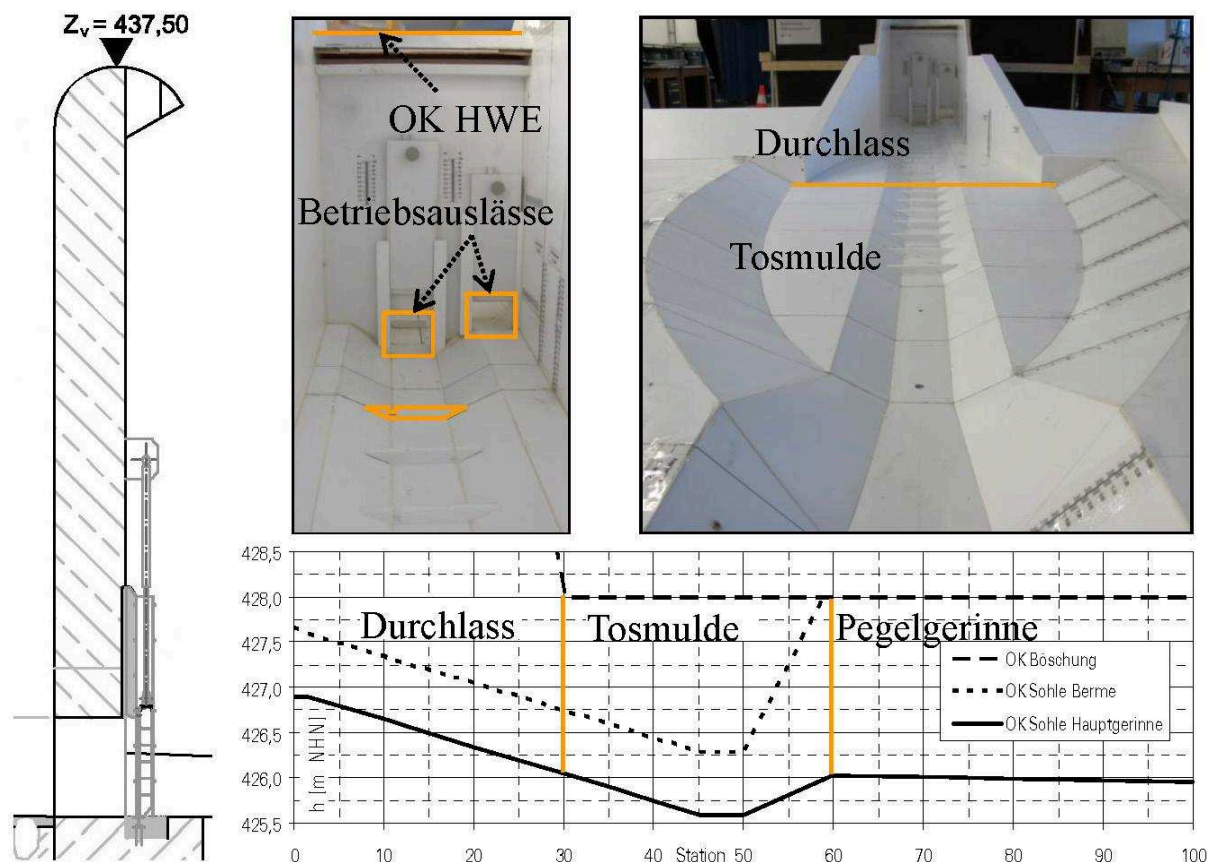 Zv = 437,50
OK HWE
Betriebsauslässe
Durchlass
Tosmulde
428,5
428,0
427,5
427,0
426,5
426,0
425,5
h [m NHN]
Durchlass Tosmulde Pegelgerinne
OK Böschung
OK Sohle Berme
OK Sohle Hauptgerinne
0 10 20 30 40 Station 50 60 70 80 90 100